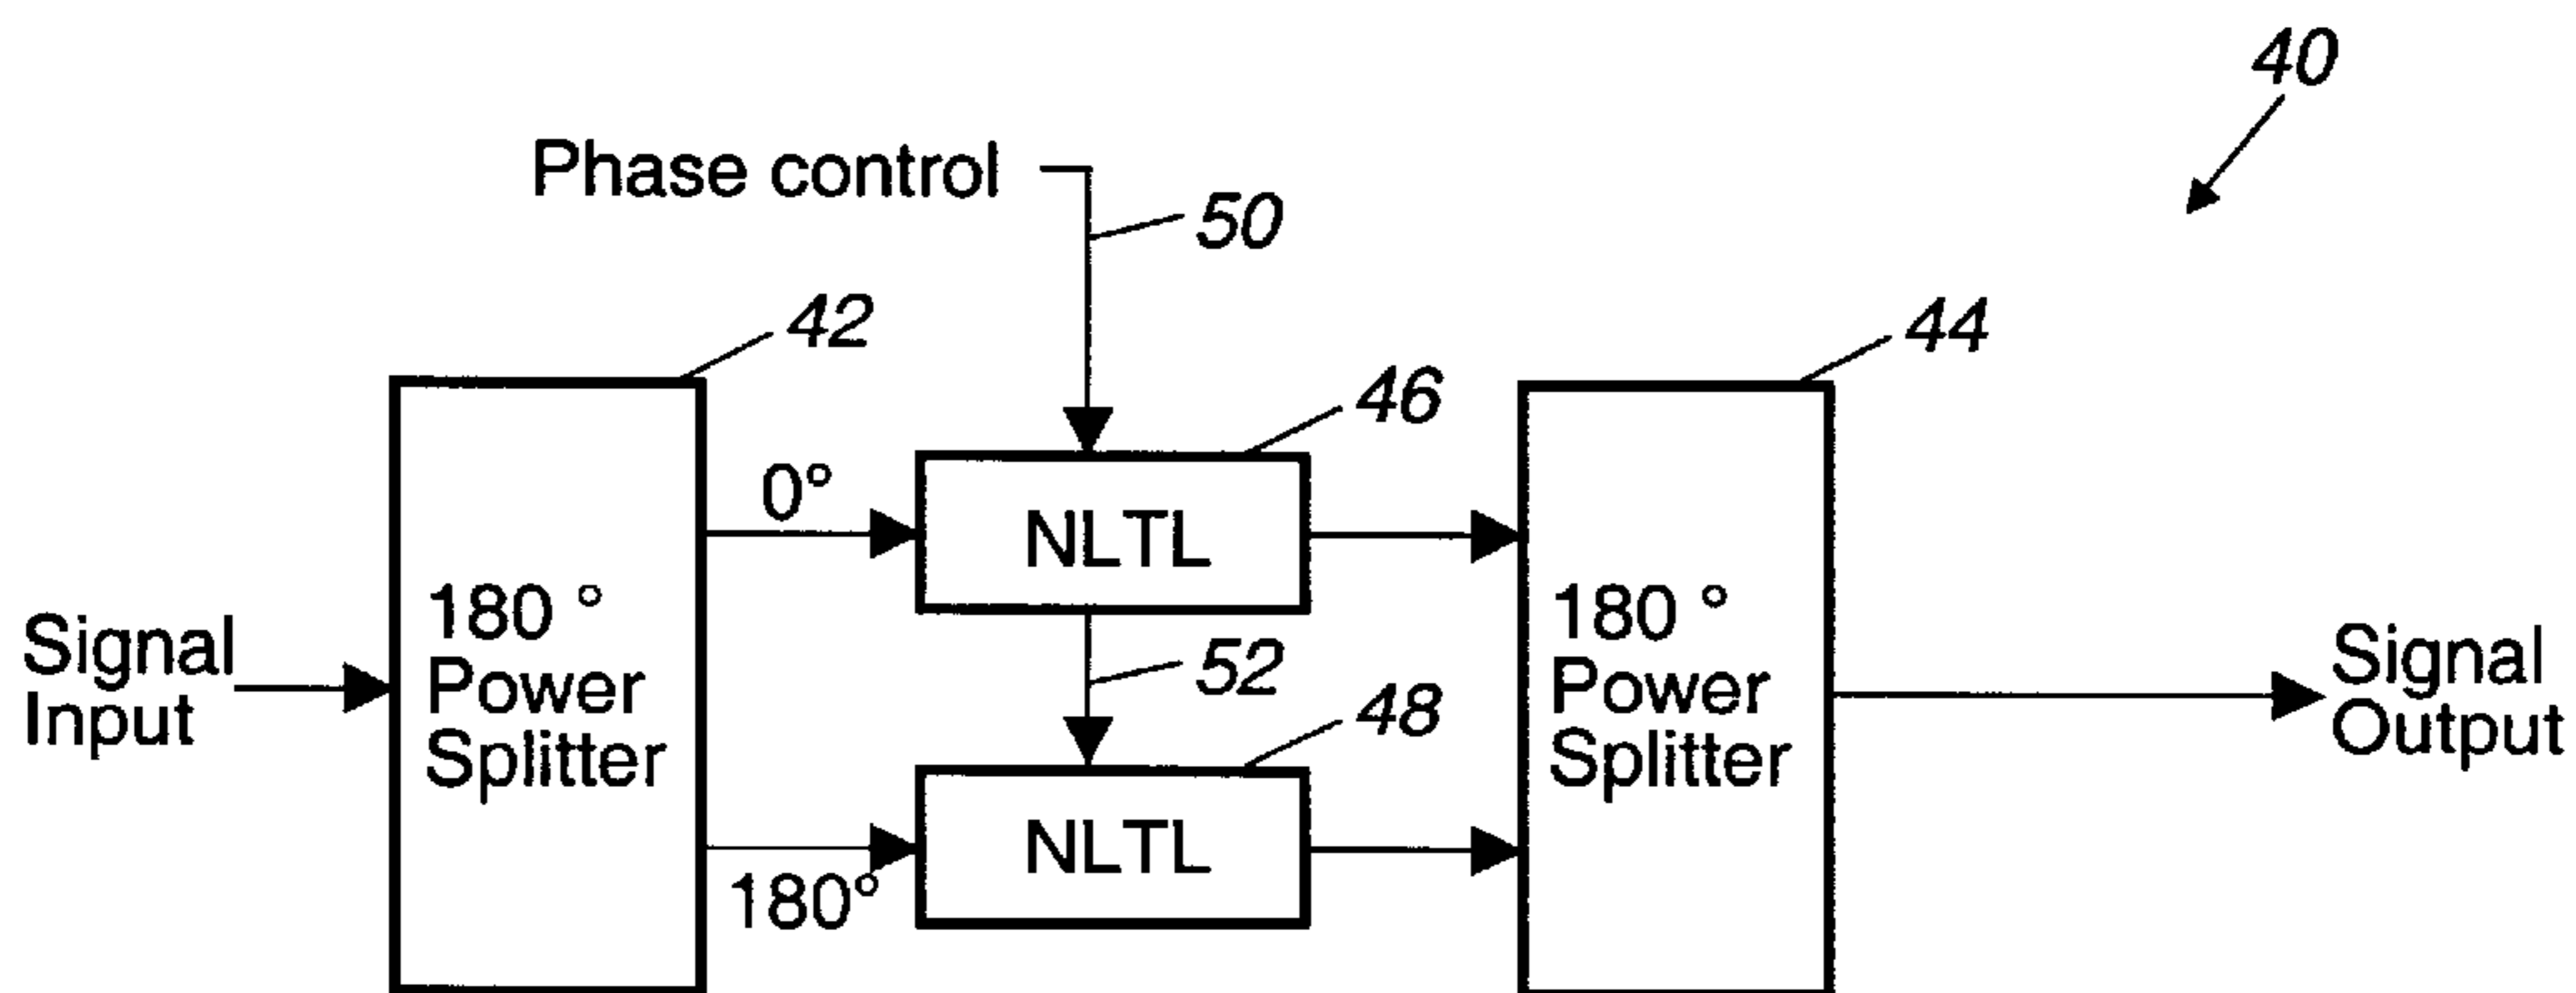 40
Phase control
50
42
44
46
0°
NLTL
180 °
Power
Splitter
180 °
Power
Splitter
Signal
Input
52
48
Signal
Output
NLTL
180°